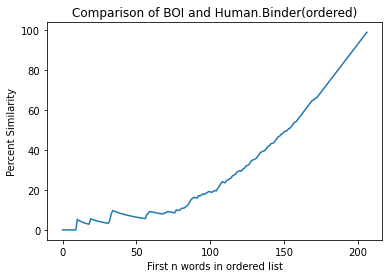 Comparison of BOI and Human.Binder(ordered)
100
80
60
40
20
0
Percent Similarity
0 50 100 150 200
First n words in ordered list